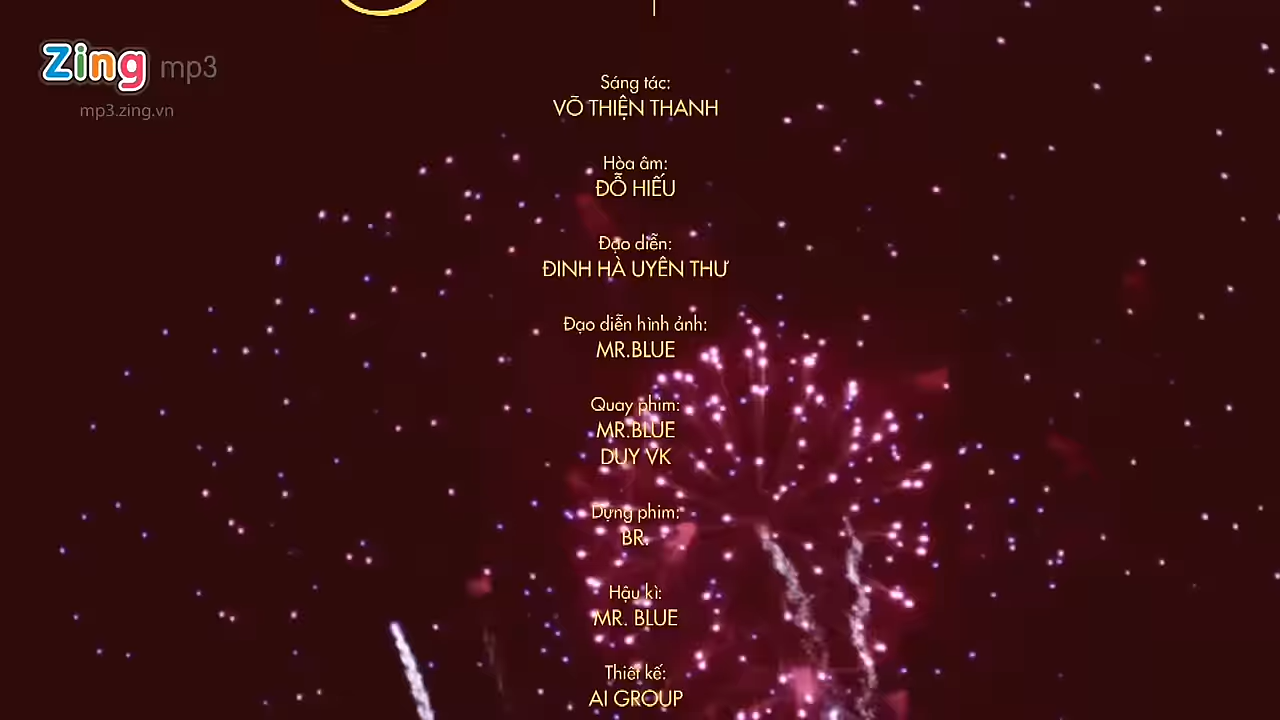 Zing mp3
mp3.zing.vn
Sáng tác:
VÕ THIỆN THANH
Hòa âm:
ĐỖ HIẾU
Đạo diễn:
ĐINH HÀ UYÊN THƯ
Đạo diễn hình ảnh:
MR.BLUE
Quay phim:
MR.BLUE
DUY VK
Dựng phim:
BR.
Hậu kì:
MR. BLUE
Thiết kế:
AI GROUP